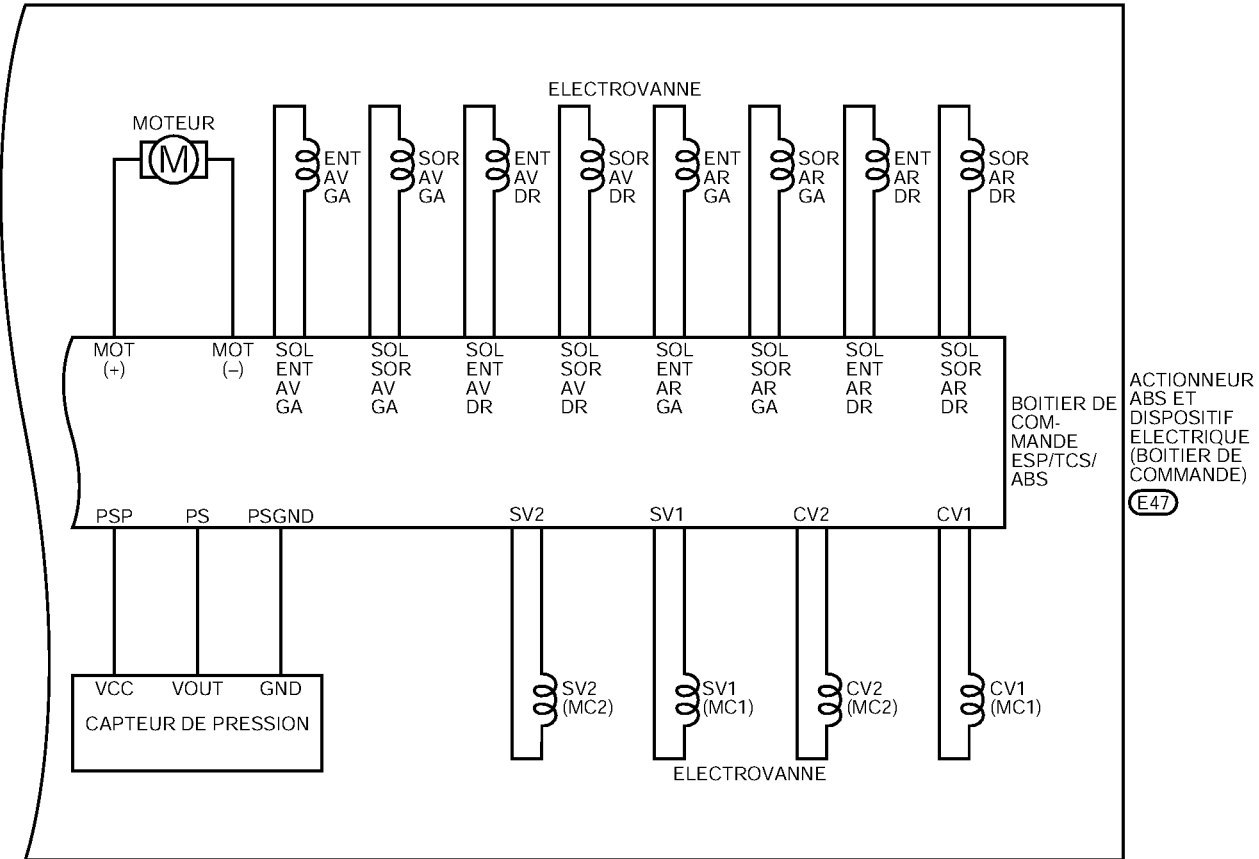 ELECTROVANNE
MOTEUR
M
ENT
AV
GA
SOR
AV
GA
ENT
AV
DR
SOR
AV
DR
ENT
AR
GA
SOR
AR
GA
ENT
AR
DR
SOR
AR
DR
MOT
(+)
MOT
(–)
SOL
ENT
AV
GA
SOL
SOR
AV
GA
SOL
ENT
AV
DR
SOL
SOR
AV
DR
SOL
ENT
AR
GA
SOL
SOR
AR
GA
SOL
ENT
AR
DR
SOL
SOR
AR
DR
BOITIER DE
COM-
MANDE
ESP/TCS/
ABS
ACTIONNEUR
ABS ET
DISPOSITIF
ELECTRIQUE
(BOITIER DE
COMMANDE)
E47
PSP
PS
PSGND
SV2
SV1
CV2
CV1
VCC
VOUT
GND
CAPTEUR DE PRESSION
SV2
(MC2)
SV1
(MC1)
CV2
(MC2)
CV1
(MC1)
ELECTROVANNE